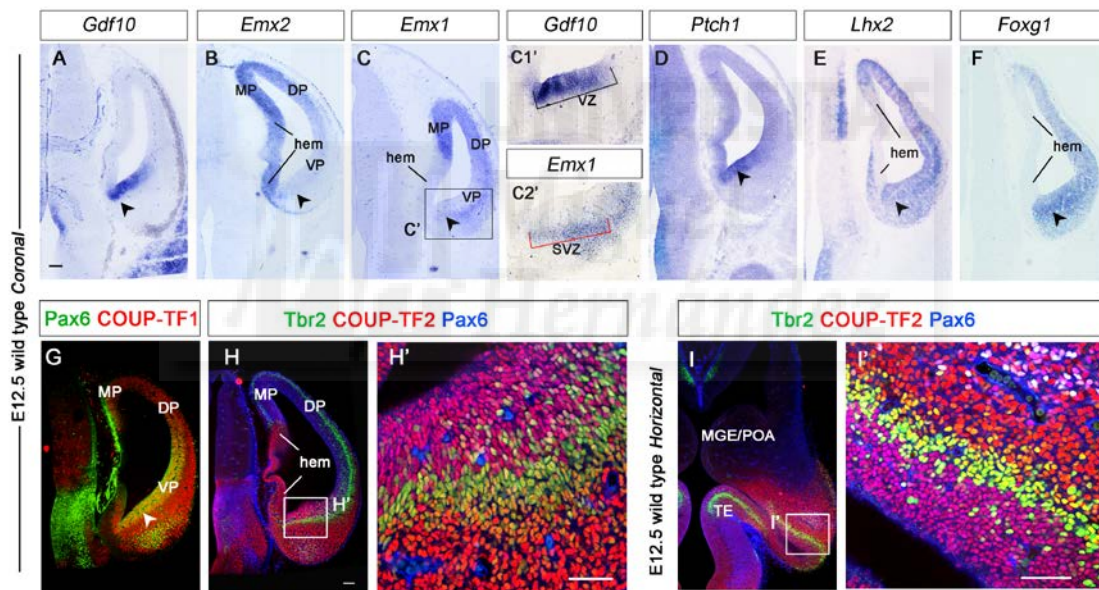 E12.5 wild type Coronal
Gdf10 Emx2 Emx1 Gdf10 Ptch1 Lhx2 Foxg1
A
B
MP
DP
hem
VP
C
MP
DP
hem
VP
C'
C1'
VZ
Emx1
C2'
SVZ
D
E
hem
F
hem
Hernández
Pax6 COUP-TF1
G
MP
DP
VP
Tbr2 COUP-TF2 Pax6
H
MP
DP
hem
H'
H'
E12.5 wild type Horizontal
Tbr2 COUP-TF2 Pax6
I
MGE/POA
TE
I'
I'